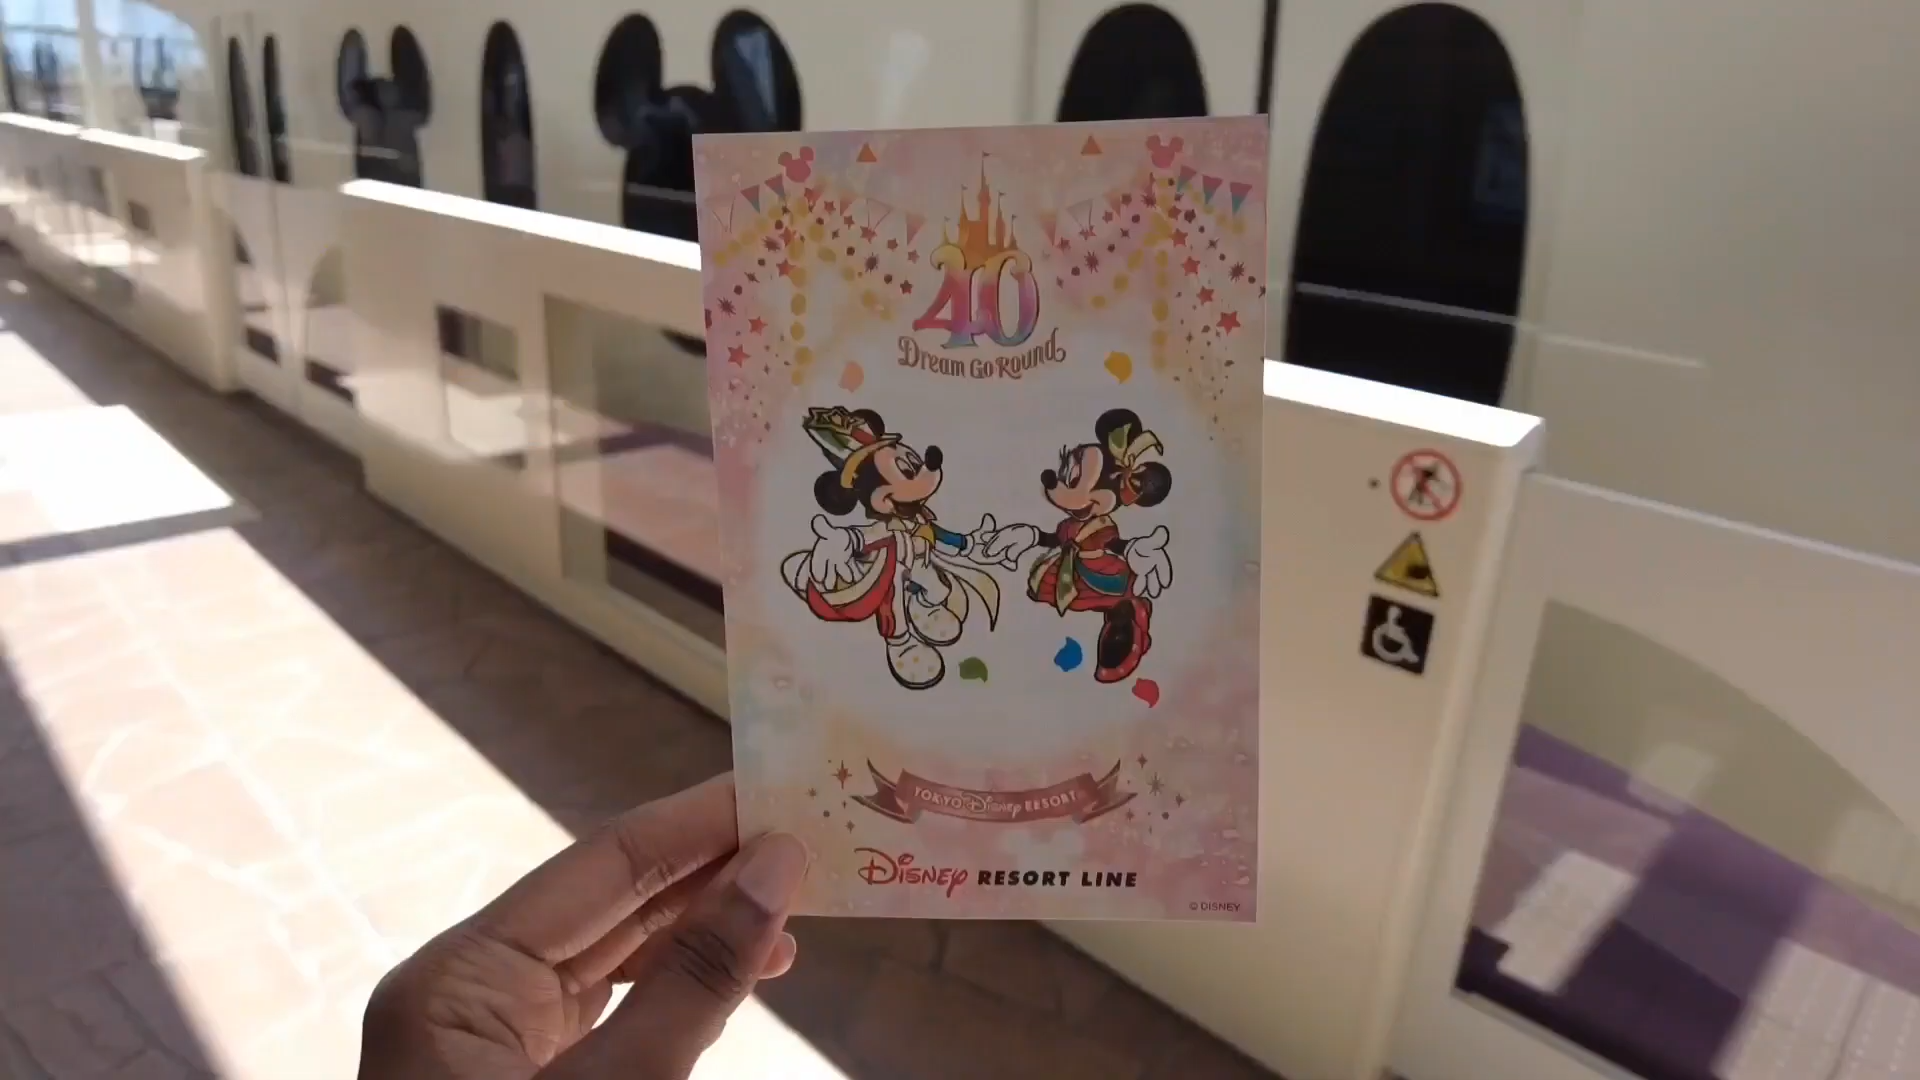 40
Dream Go Round
TOKYO Disney RESORT
Disney RESORT LINE
© DISNEY